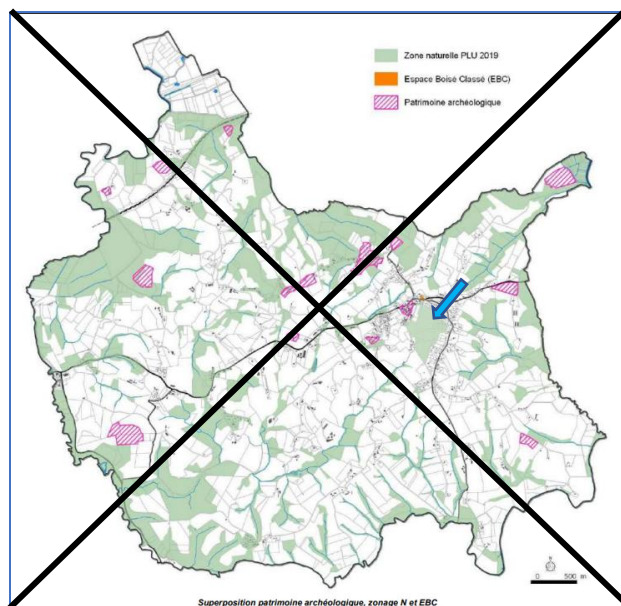 Zone naturelle PLU 2019
Espace Boisé Classé (EBC)
Patrimoine archéologique
0 500 m
Superposition patrimoine archéologique, zonage N et EBC